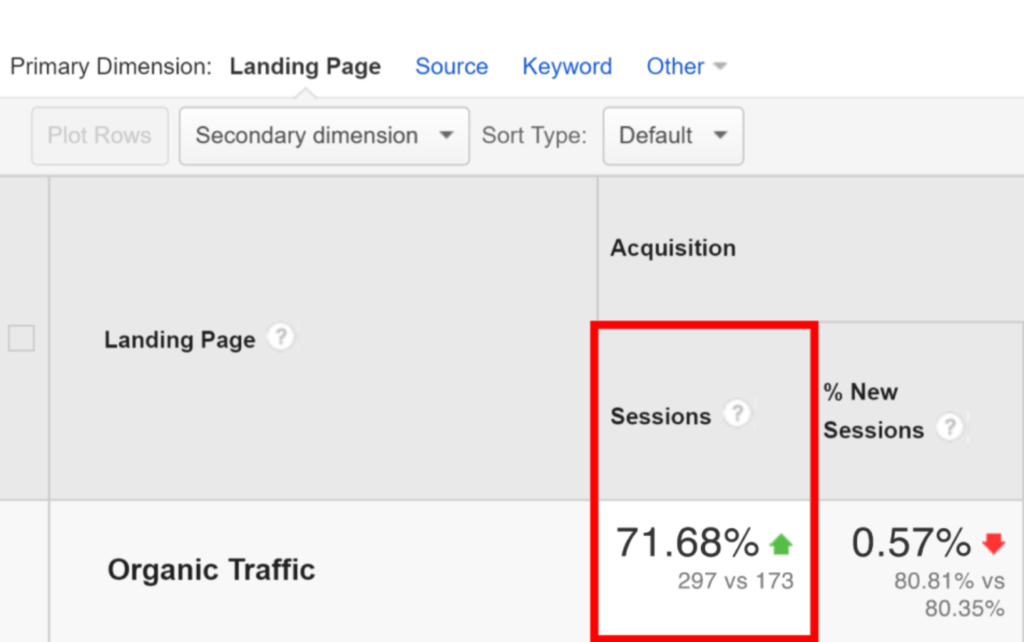 Primary Dimension: Landing Page Source Keyword Other
Plot Rows Secondary dimension Sort Type: Default
Acquisition
Landing Page ?
% New
Sessions ? Sessions ?
71.68% 0.57%
Organic Traffic 297 vs 173 80.81% vs
80.35%